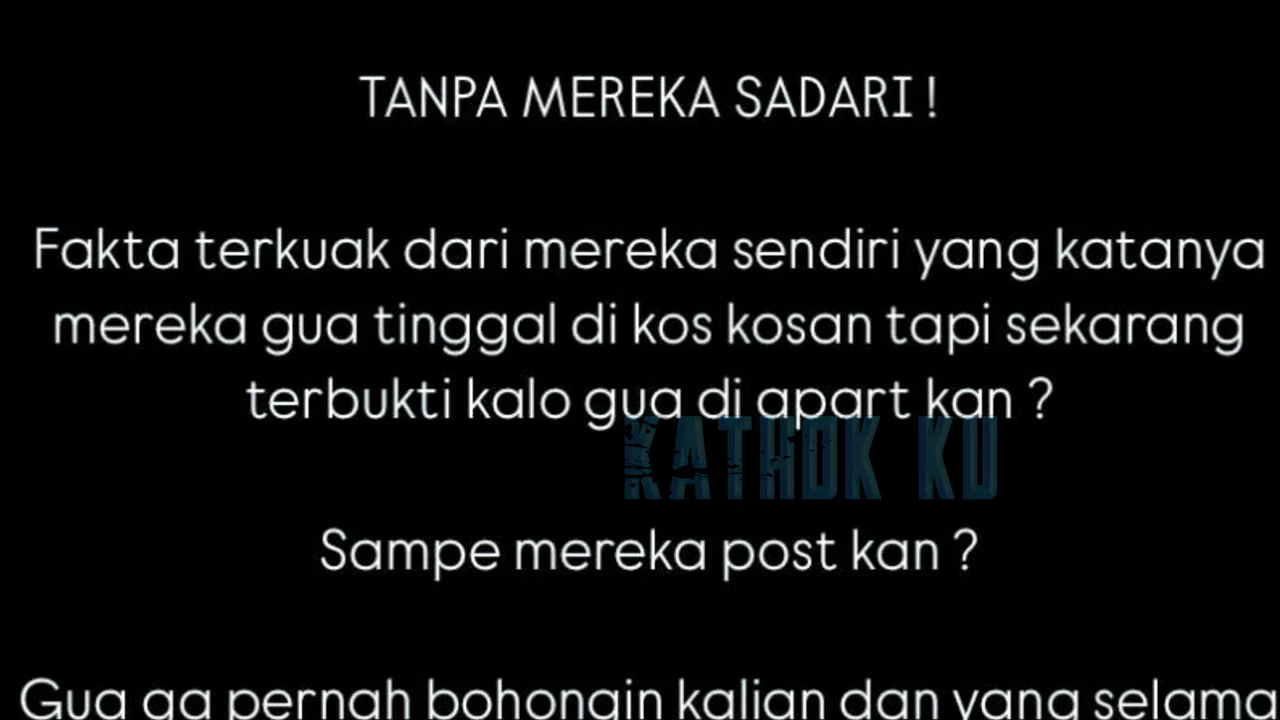 TANPA MEREKA SADARI !
Fakta terkuak dari mereka sendiri yang katanya
mereka gua tinggal di kos kosan tapi sekarang
terbukti kalo gua di apart kan ?
KATHOK KU
Sampe mereka post kan ?
Gua ga pernah bohongin kalian dan yang selama